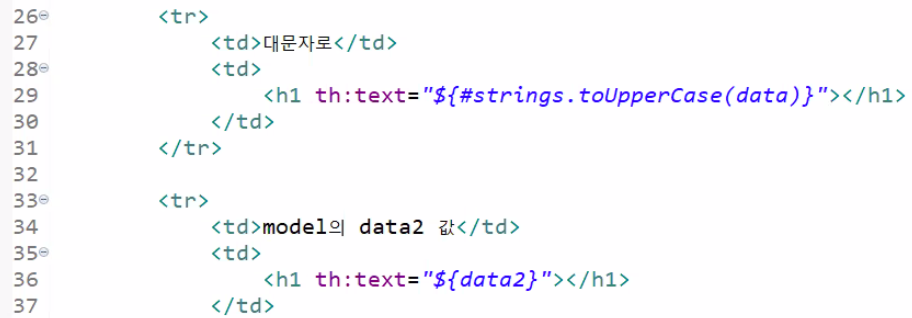 26 <tr>
27 <td>대문자로</td>
28 <td>
29 <h1 th:text="${#strings.toUpperCase(data)}"></h1>
30 </td>
31 </tr>
32
33 <tr>
34 <td>model의 data2 값</td>
35 <td>
36 <h1 th:text="${data2}"></h1>
37 </td>